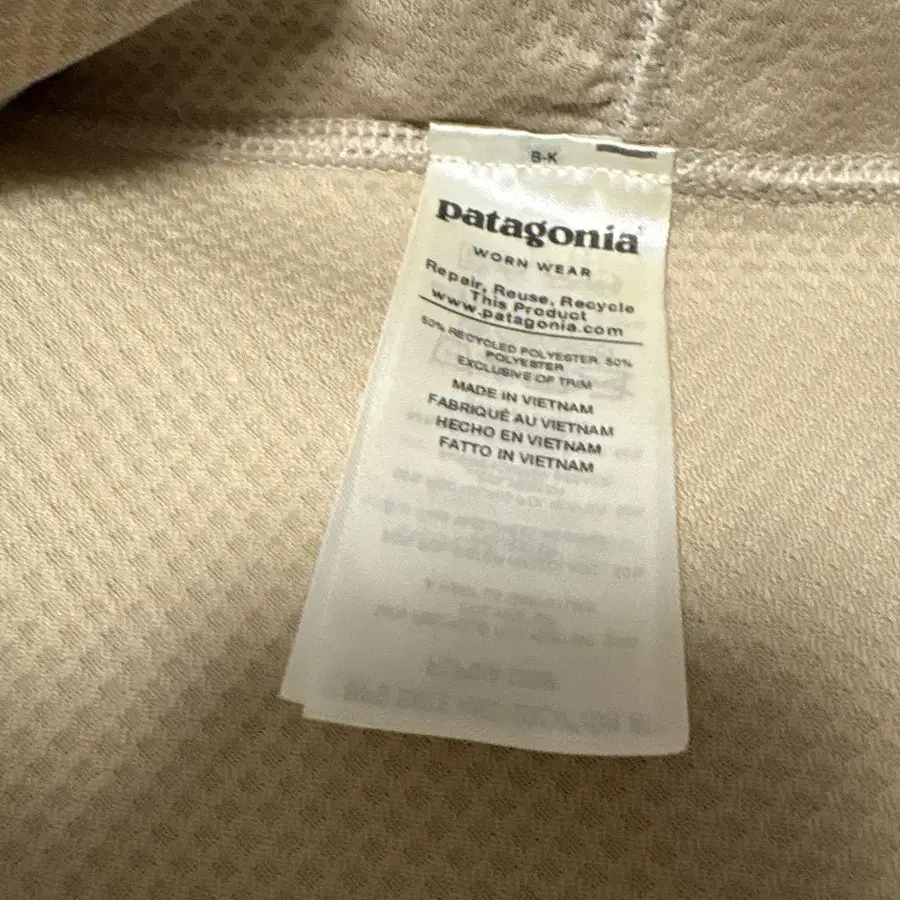 B-K
patagonia
WORN WEAR
Repair, Reuse, Recycle
This Product
www.patagonia.com
50% RECYCLED POLYESTER 50%
POLYESTER
EXCLUSIVE OF TRIM
MADE IN VIETNAM
FABRIQUÉ AU VIETNAM
HECHO EN VIETNAM
FATTO IN VIETNAM